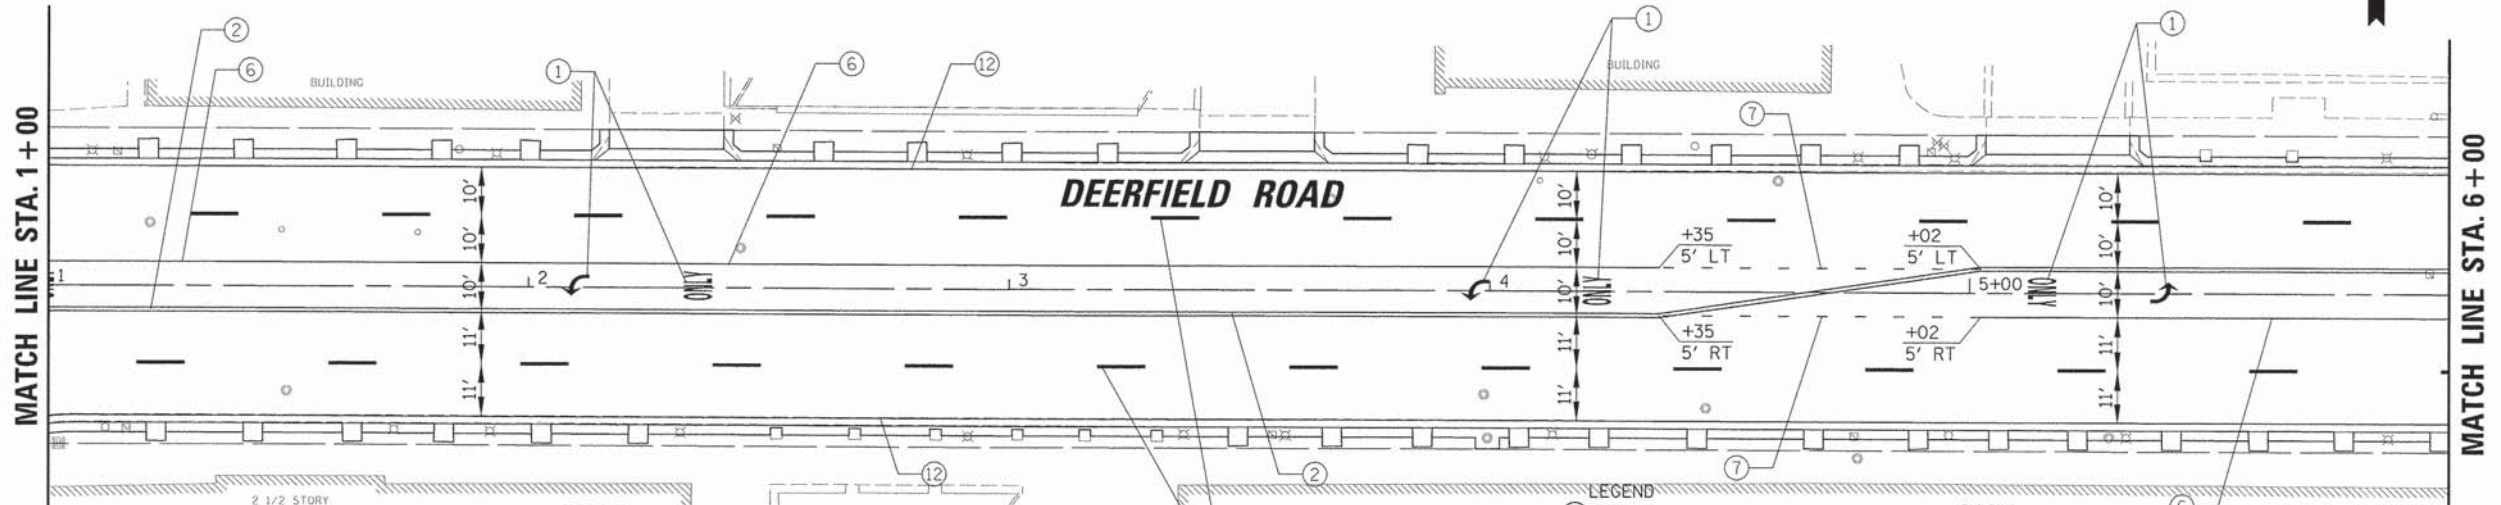 MATCH LINE STA. 1+00
2
6
BUILDING
1
6
12
1
BUILDING
7
1
DEERFIELD ROAD
10'
10'
10'
11'
11'
1
2
ONLY
3
4
ONLY
10'
10'
10'
11'
11'
+35
5' LT
+02
5' LT
+35
5' RT
+02
5' RT
5+00
ONLY
10'
10'
10'
11'
11'
12
2
7
2 1/2 STORY
LEGEND
MATCH LINE STA. 6+00